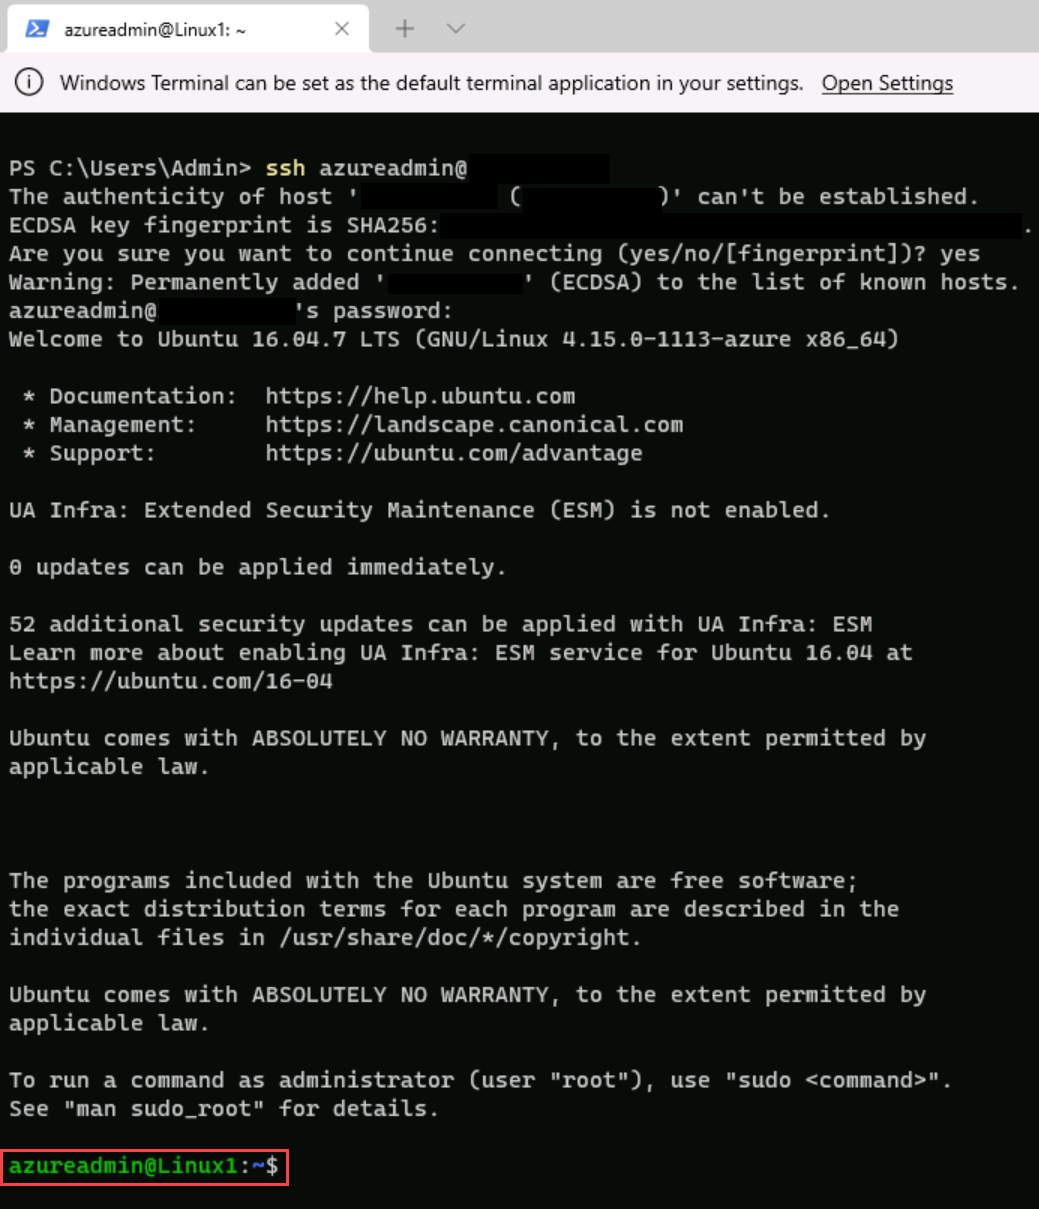 azureadmin@Linux1: ~
Windows Terminal can be set as the default terminal application in your settings. Open Settings
PS C:\Users\Admin> ssh azureadmin@
The authenticity of host ' ( )' can't be established.
ECDSA key fingerprint is SHA256: .
Are you sure you want to continue connecting (yes/no/[fingerprint])? yes
Warning: Permanently added ' ' (ECDSA) to the list of known hosts.
azureadmin@ 's password:
Welcome to Ubuntu 16.04.7 LTS (GNU/Linux 4.15.0-1113-azure x86_64)
* Documentation: https://help.ubuntu.com
* Management: https://landscape.canonical.com
* Support: https://ubuntu.com/advantage
UA Infra: Extended Security Maintenance (ESM) is not enabled.
0 updates can be applied immediately.
52 additional security updates can be applied with UA Infra: ESM
Learn more about enabling UA Infra: ESM service for Ubuntu 16.04 at
https://ubuntu.com/16-04
Ubuntu comes with ABSOLUTELY NO WARRANTY, to the extent permitted by
applicable law.
The programs included with the Ubuntu system are free software;
the exact distribution terms for each program are described in the
individual files in /usr/share/doc/*/copyright.
Ubuntu comes with ABSOLUTELY NO WARRANTY, to the extent permitted by
applicable law.
To run a command as administrator (user "root"), use "sudo <command>".
See "man sudo_root" for details.
azureadmin@Linux1:~$